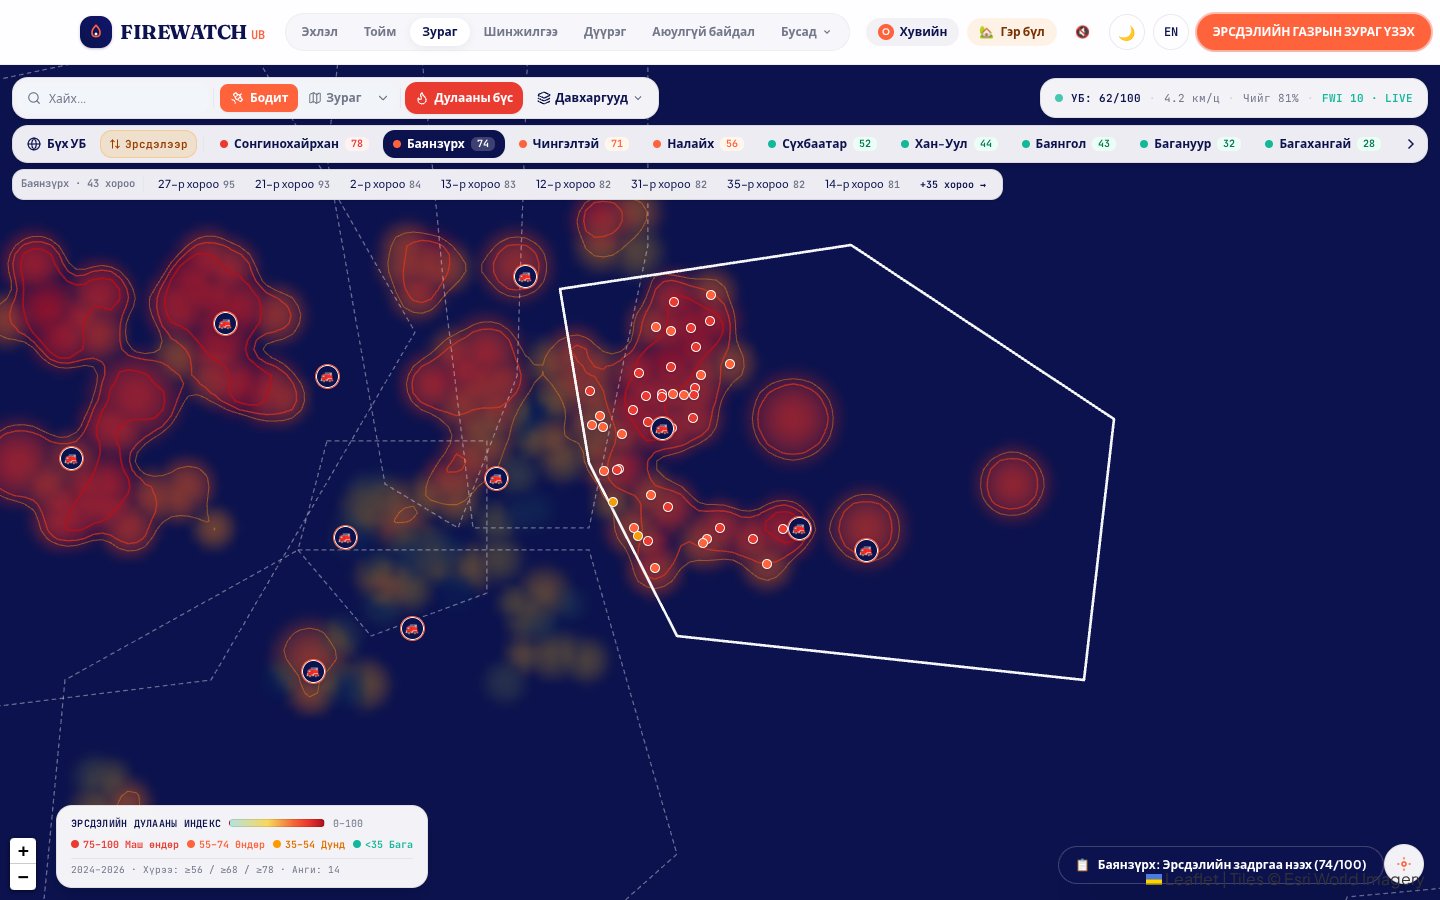 FIREWATCH UB
Эхлэл Тойм Зураг Шинжилгээ Дүүрэг Аюулгүй байдал Бусад
Хувийн Гэр бүл EN ЭРСДЭЛИЙН ГАЗРЫН ЗУРАГ ҮЗЭХ
Хайх... Бодит Зураг Дулааны бүс Давхаргууд
УБ: 62/100 · 4.2 км/ц · Чийг 81% · FWI 10 · LIVE
Бүх УБ Эрсдэлээр Сонгинохайрхан 78 Баянзүрх 74 Чингэлтэй 71 Налайх 56 Сүхбаатар 52 Хан-Уул 44 Баянгол 43 Багануур 32 Багахангай 28
Баянзүрх · 43 хороо 27-р хороо 95 21-р хороо 93 2-р хороо 84 13-р хороо 83 12-р хороо 82 31-р хороо 82 35-р хороо 82 14-р хороо 81 +35 хороо →
ЭРСДЭЛИЙН ДУЛААНЫ ИНДЕКС 0-100
75-100 Маш өндөр 55-74 Өндөр 35-54 Дунд <35 Бага
2024-2026 · Хүрээ: ≥56 / ≥68 / ≥78 · Анги: 14
+
−
Баянзүрх: Эрсдэлийн задргаа нээх (74/100)
Leaflet | Tiles © Esri World Imagery